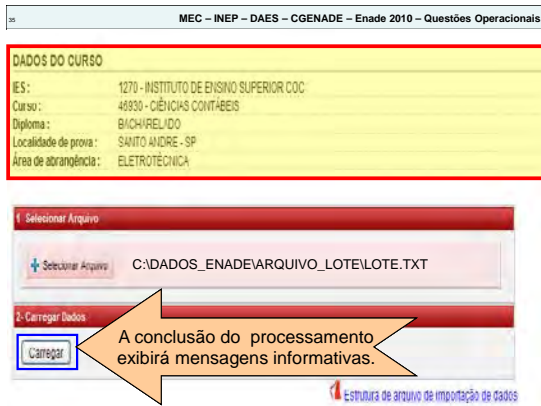 35 MEC – INEP – DAES – CGENADE – Enade 2010 – Questões Operacionais
DADOS DO CURSO
IES: 1270 - INSTITUTO DE ENSINO SUPERIOR COC
Curso: 46930 - CIÊNCIAS CONTÁBEIS
Diploma: BACHARELADO
Localidade de prova: SANTO ANDRE - SP
Área de abrangência: ELETROTÉCNICA
1 Selecionar Arquivo
Selecionar Arquivo C:\DADOS_ENADE\ARQUIVO_LOTE\LOTE.TXT
2- Carregar Dados
Carregar
A conclusão do processamento
exibirá mensagens informativas.
Estrutura de arquivo de importação de dados